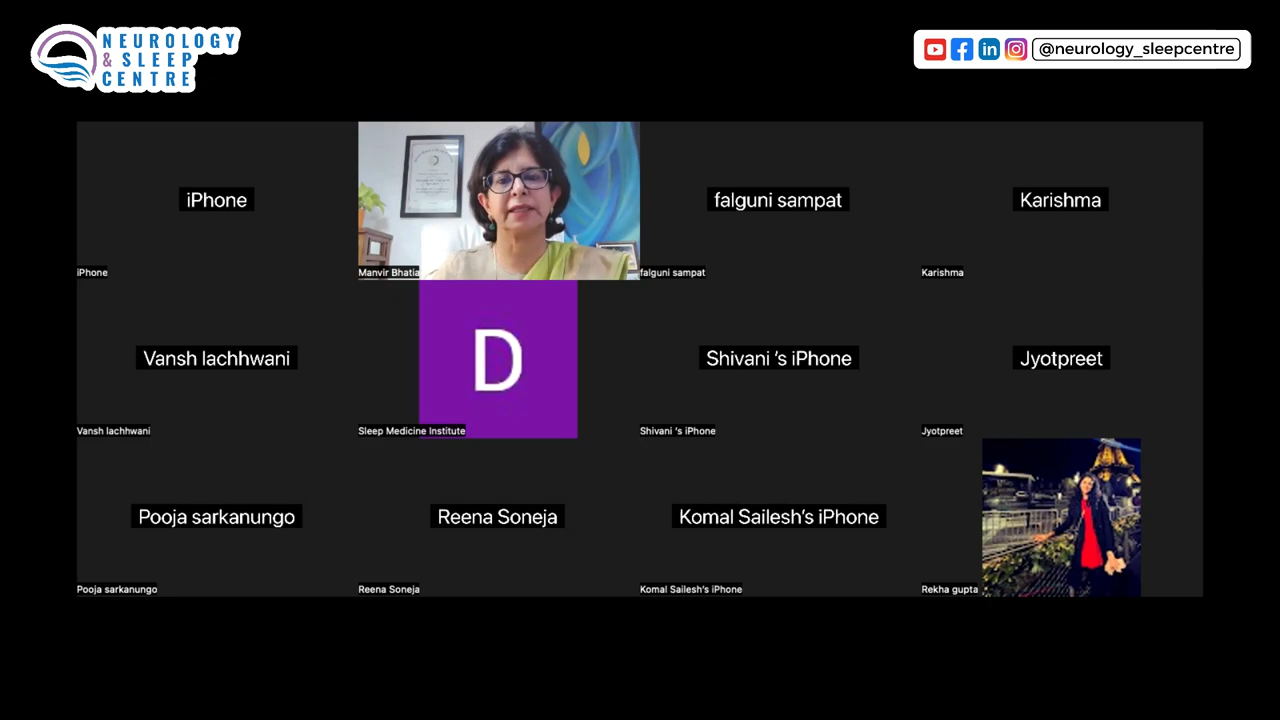 NEUROLOGY
& SLEEP
CENTRE
@neurology_sleepcentre
iPhone
iPhone
Manvir Bhatia
falguni sampat
falguni sampat
Karishma
Karishma
Vansh lachhwani
Vansh lachhwani
D
Sleep Medicine Institute
Shivani 's iPhone
Shivani 's iPhone
Jyotpreet
Jyotpreet
Pooja sarkanungo
Pooja sarkanungo
Reena Soneja
Reena Soneja
Komal Sailesh's iPhone
Komal Sailesh's iPhone
Rekha gupta